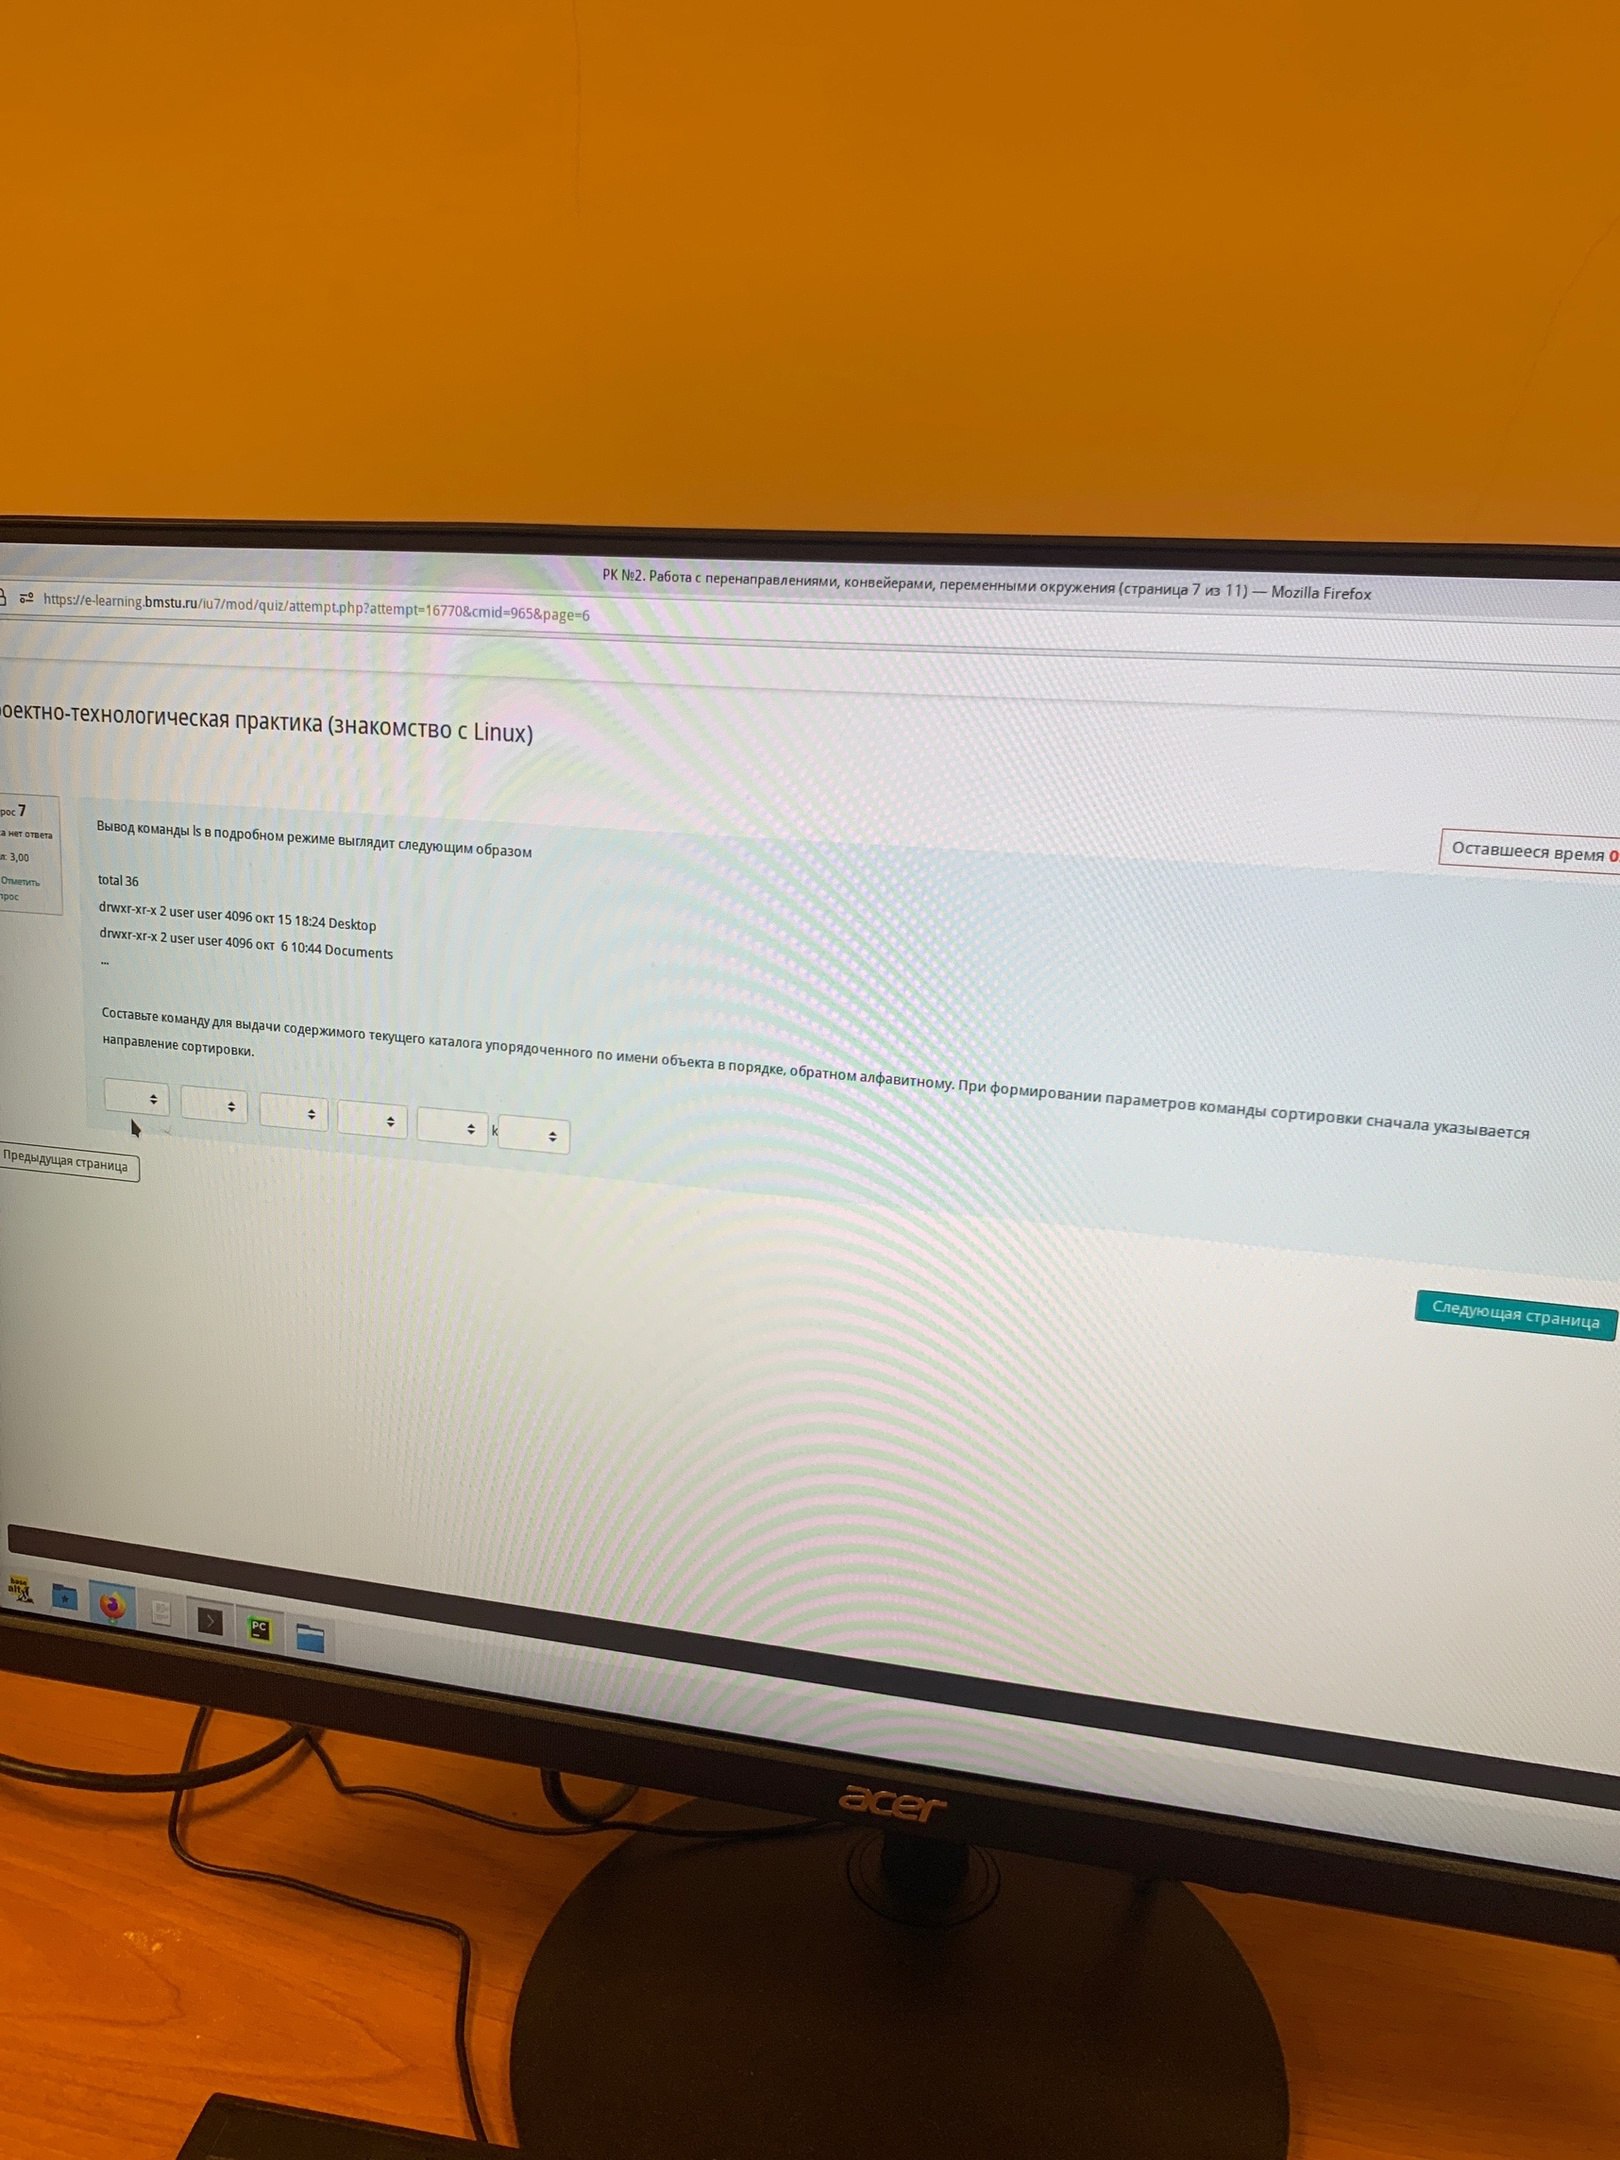 РК №2. Работа с перенаправлениями, конвейерами, переменными окружения (страница 7 из 11) — Mozilla Firefox
https://e-learning.bmstu.ru/iu7/mod/quiz/attempt.php?attempt=16770&cmid=965&page=6
оектно-технологическая практика (знакомство с Linux)
рос 7
а нет ответа
л: 3,00
Отметить
прос
Оставшееся время 0
Вывод команды ls в подробном режиме выглядит следующим образом
total 36
drwxr-xr-x 2 user user 4096 окт 15 18:24 Desktop
drwxr-xr-x 2 user user 4096 окт 6 10:44 Documents
...
Составьте команду для выдачи содержимого текущего каталога упорядоченного по имени объекта в порядке, обратном алфавитному. При формировании параметров команды сортировки сначала указывается
направление сортировки.
k
Предыдущая страница
Следующая страница
base
alt
PC
acer